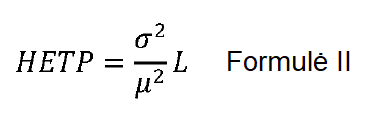 HETP = σ²/μ² L Formulė II